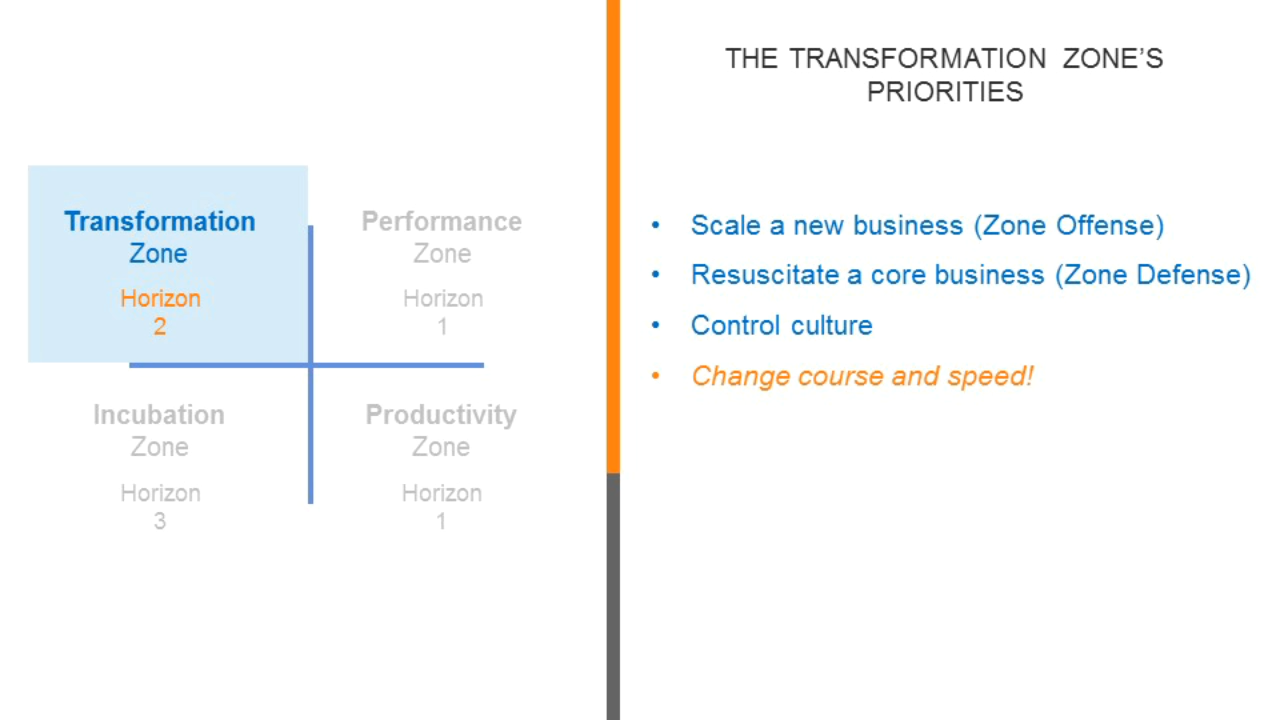 THE TRANSFORMATION ZONE’S
PRIORITIES
Transformation
Zone
Horizon
2
Performance
Zone
Horizon
1
Incubation
Zone
Horizon
3
Productivity
Zone
Horizon
1
• Scale a new business (Zone Offense)
• Resuscitate a core business (Zone Defense)
• Control culture
• Change course and speed!